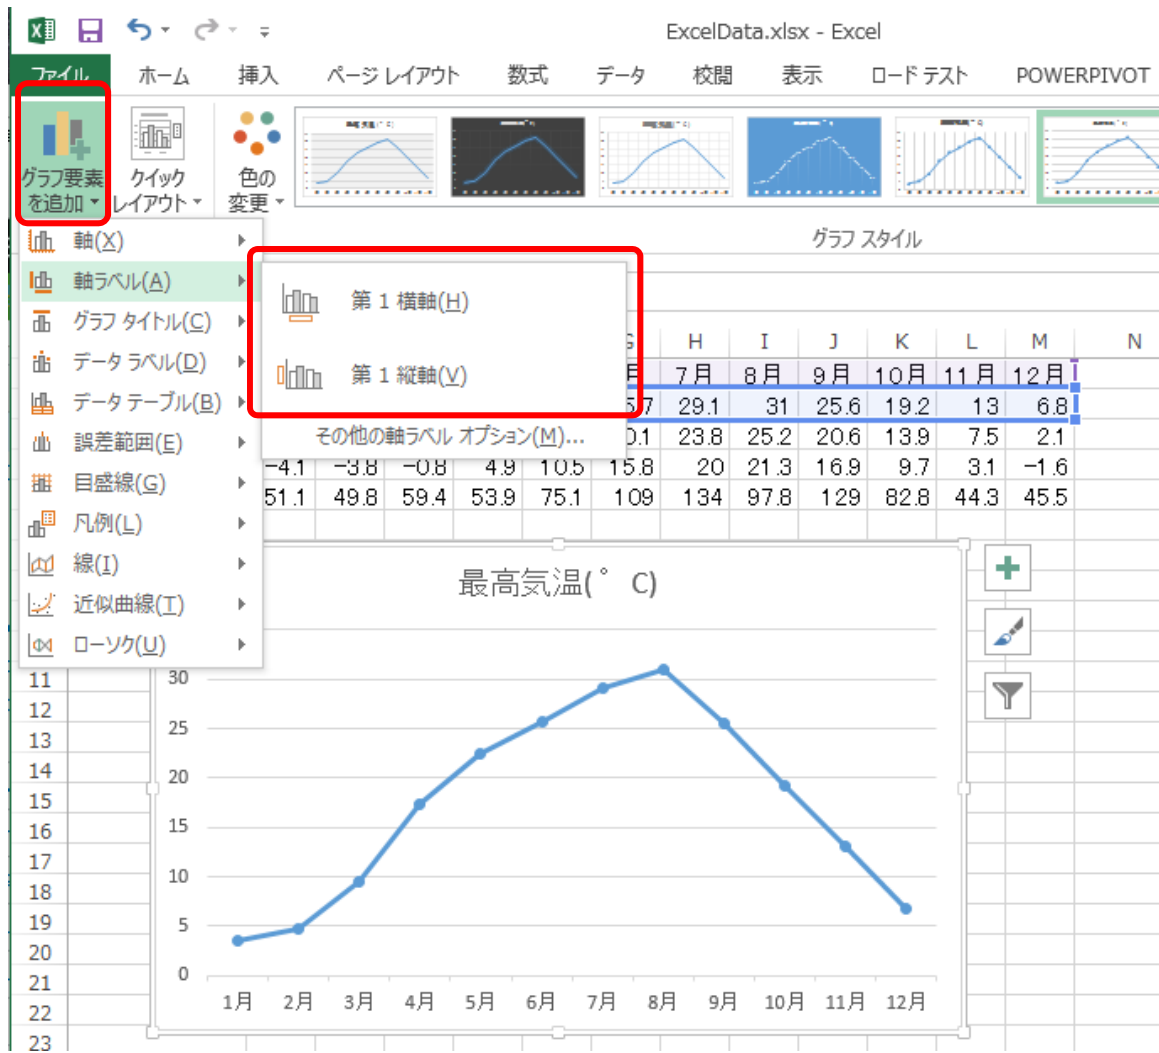 ExcelData.xlsx - Excel
ファイル ホーム 挿入 ページ レイアウト 数式 データ 校閲 表示 ロード テスト POWERPIVOT
グラフ要素
を追加
クイック
レイアウト
色の
変更
グラフ スタイル
軸(X)
軸ラベル(A)
グラフ タイトル(C)
データ ラベル(D)
データ テーブル(B)
誤差範囲(E)
目盛線(G)
凡例(L)
線(I)
近似曲線(T)
ローソク(U)
第 1 横軸(H)
第 1 縦軸(V)
その他の軸ラベル オプション(M)...
H I J K L M N
月 7月 8月 9月 10月 11月 12月
29.1 31 25.6 19.2 13 6.8
23.8 25.2 20.6 13.9 7.5 2.1
-4.1 -3.8 -0.8 4.9 10.5 15.8 20 21.3 16.9 9.7 3.1 -1.6
51.1 49.8 59.4 53.9 75.1 109 134 97.8 129 82.8 44.3 45.5
最高気温(° C)
30
25
20
15
10
5
0
1月 2月 3月 4月 5月 6月 7月 8月 9月 10月 11月 12月
11
12
13
14
15
16
17
18
19
20
21
22
23